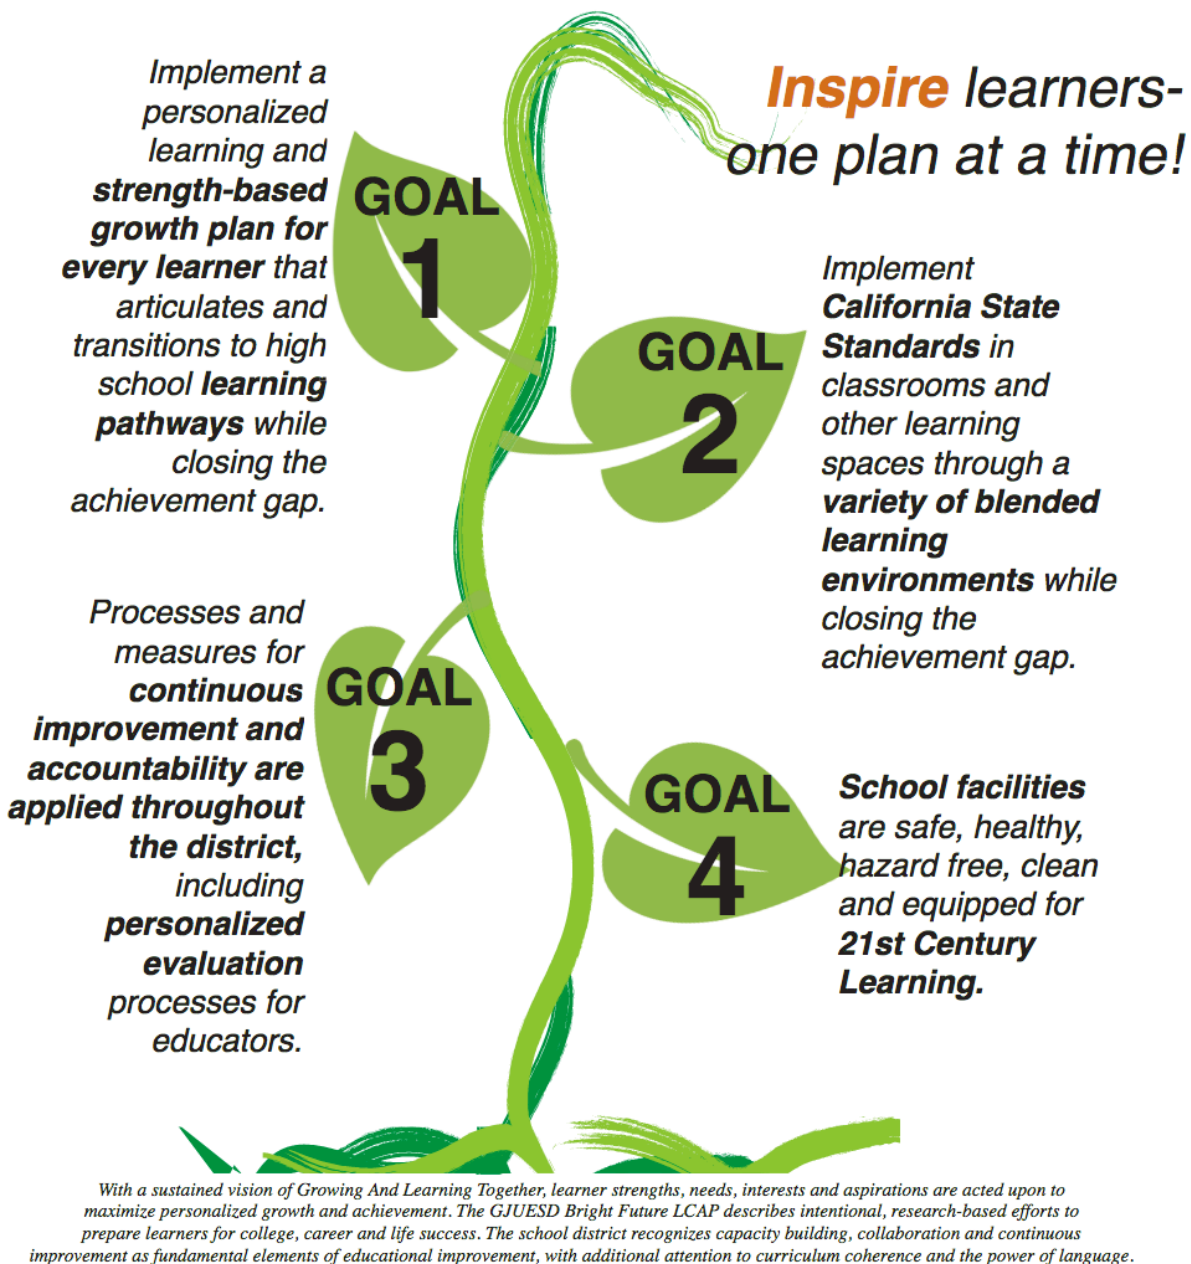 Inspire learners-
one plan at a time!
Implement a
personalized
learning and
strength-based
growth plan for
every learner that
articulates and
transitions to high
school learning
pathways while
closing the
achievement gap.
GOAL
1
GOAL
2
Implement
California State
Standards in
classrooms and
other learning
spaces through a
variety of blended
learning
environments while
closing the
achievement gap.
Processes and
measures for
continuous
improvement and
accountability are
applied throughout
the district,
including
personalized
evaluation
processes for
educators.
GOAL
3
GOAL
4
School facilities
are safe, healthy,
hazard free, clean
and equipped for
21st Century
Learning.
With a sustained vision of Growing And Learning Together, learner strengths, needs, interests and aspirations are acted upon to
maximize personalized growth and achievement. The GJUESD Bright Future LCAP describes intentional, research-based efforts to
prepare learners for college, career and life success. The school district recognizes capacity building, collaboration and continuous
improvement as fundamental elements of educational improvement, with additional attention to curriculum coherence and the power of language.